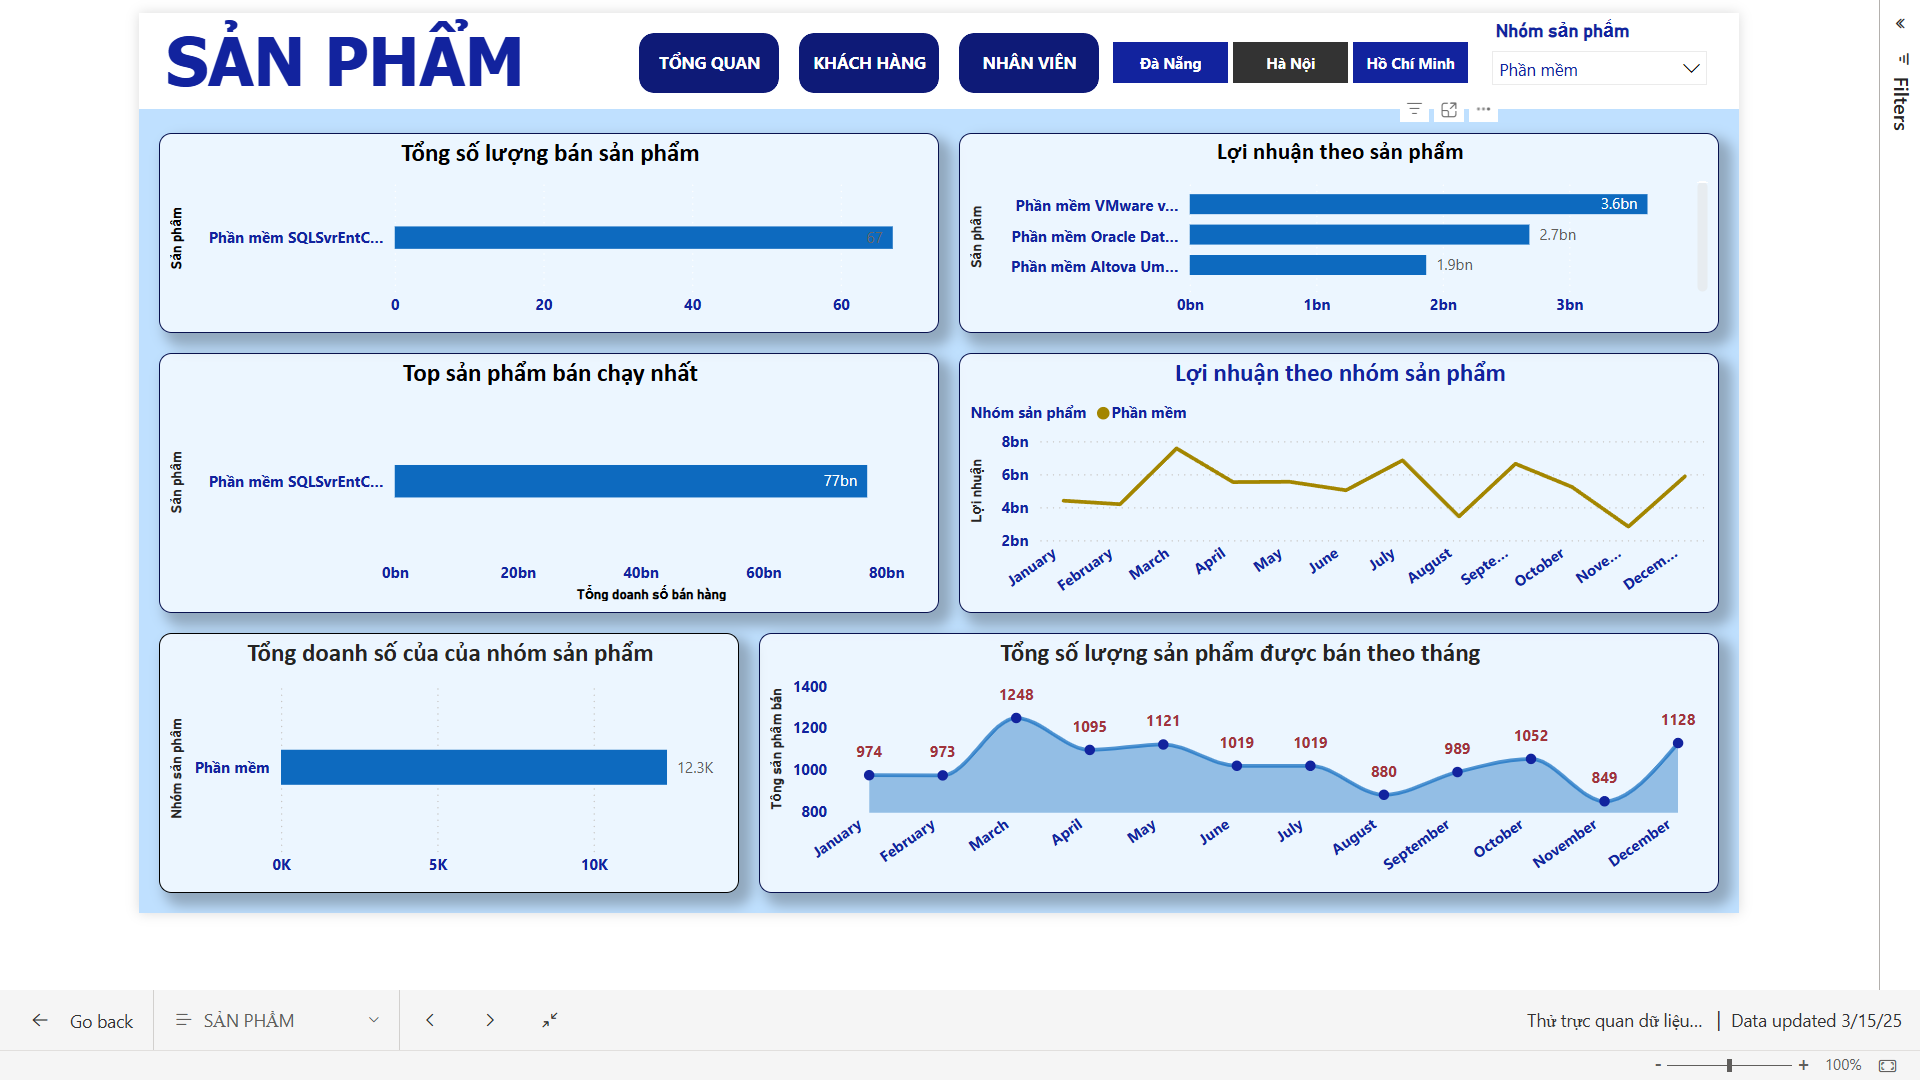 SẢN PHẨM
TỔNG QUAN
KHÁCH HÀNG
NHÂN VIÊN
Đà Nẵng
Hà Nội
Hồ Chí Minh
Nhóm sản phẩm
Phần mềm
Filters
Tổng số lượng bán sản phẩm
Sản phẩm
Phần mềm SQLSvrEntC...
67
0 20 40 60
Lợi nhuận theo sản phẩm
Sản phẩm
Phần mềm VMware v... 3.6bn
Phần mềm Oracle Dat... 2.7bn
Phần mềm Altova Um... 1.9bn
0bn 1bn 2bn 3bn
Top sản phẩm bán chạy nhất
Sản phẩm
Phần mềm SQLSvrEntC... 77bn
0bn 20bn 40bn 60bn 80bn
Tổng doanh số bán hàng
Lợi nhuận theo nhóm sản phẩm
Nhóm sản phẩm Phần mềm
Lợi nhuận
8bn
6bn
4bn
2bn
January February March April May June July August Septe... October Nove... Decem...
Tổng doanh số của của nhóm sản phẩm
Nhóm sản phẩm
Phần mềm 12.3K
0K 5K 10K
Tổng số lượng sản phẩm được bán theo tháng
Tổng sản phẩm bán
1400
1200
1000
800
974 973 1248 1095 1121 1019 1019 880 989 1052 849 1128
January February March April May June July August September October November December
Go back
SẢN PHẨM
Thử trực quan dữ liệu... | Data updated 3/15/25
- + 100%